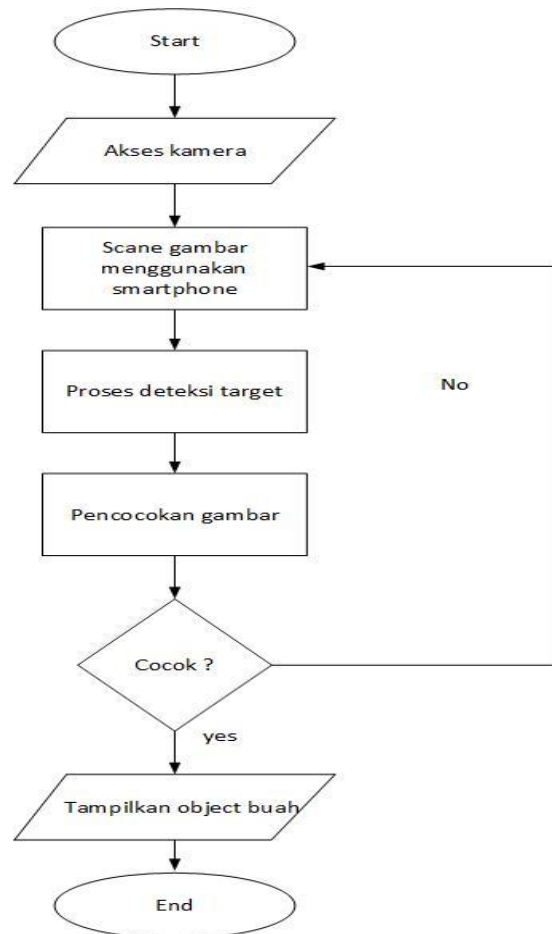 Start
Akses kamera
Scane gambar
menggunakan
smartphone
Proses deteksi target
No
Pencocokan gambar
Cocok ?
yes
Tampilkan object buah
End